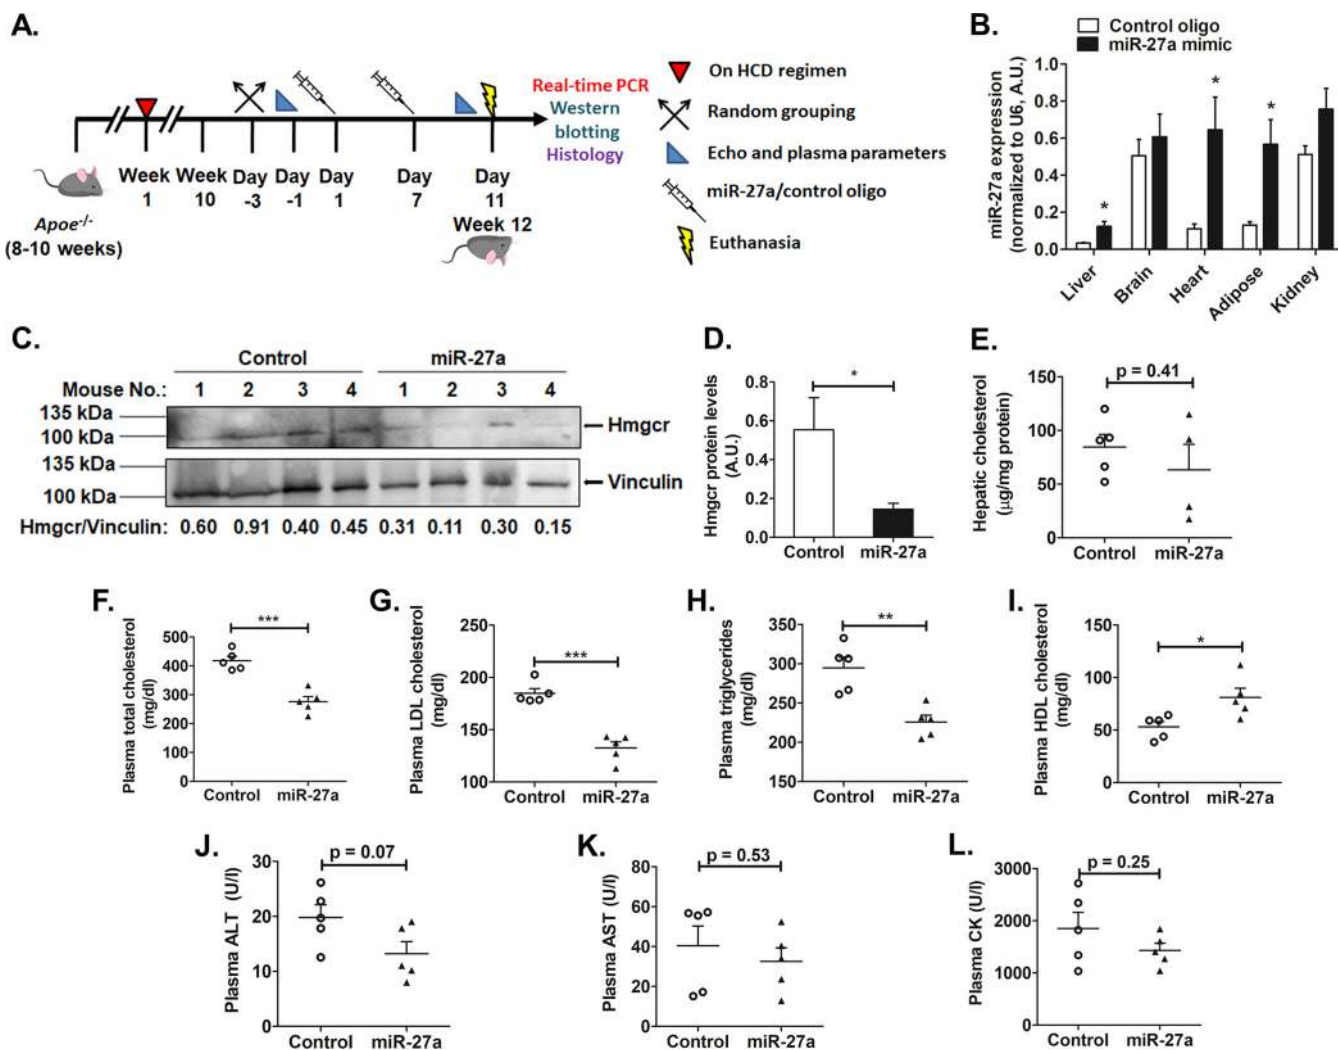 A.
Real-time PCR
Western
blotting
Histology
Week
1
Week
10
Day
-3
Day
-1
Day
1
Day
7
Day
11
Week 12
Apoe-/-
(8-10 weeks)
On HCD regimen
Random grouping
Echo and plasma parameters
miR-27a/control oligo
Euthanasia
B.
Control oligo
miR-27a mimic
miR-27a expression
(normalized to U6, A.U.)
1.0
0.8
0.6
0.4
0.2
0.0
*
*
*
Liver
Brain
Heart
Adipose
Kidney
C.
Control miR-27a
Mouse No.: 1 2 3 4 1 2 3 4
135 kDa
100 kDa
Hmgcr
135 kDa
100 kDa
Vinculin
Hmgcr/Vinculin: 0.60 0.91 0.40 0.45 0.31 0.11 0.30 0.15
D.
Hmgcr protein levels
(A.U.)
0.8
0.6
0.4
0.2
0.0
*
Control miR-27a
E.
Hepatic cholesterol
(µg/mg protein)
150
100
50
0
p = 0.41
Control miR-27a
F.
Plasma total cholesterol
(mg/dl)
500
400
300
200
100
0
***
Control miR-27a
G.
Plasma LDL cholesterol
(mg/dl)
250
200
150
100
***
Control miR-27a
H.
Plasma triglycerides
(mg/dl)
350
300
250
200
150
**
Control miR-27a
I.
Plasma HDL cholesterol
(mg/dl)
150
100
50
0
*
Control miR-27a
J.
Plasma ALT (U/l)
30
20
10
0
p = 0.07
Control miR-27a
K.
Plasma AST (U/l)
80
60
40
20
0
p = 0.53
Control miR-27a
L.
Plasma CK (U/l)
3000
2000
1000
0
p = 0.25
Control miR-27a